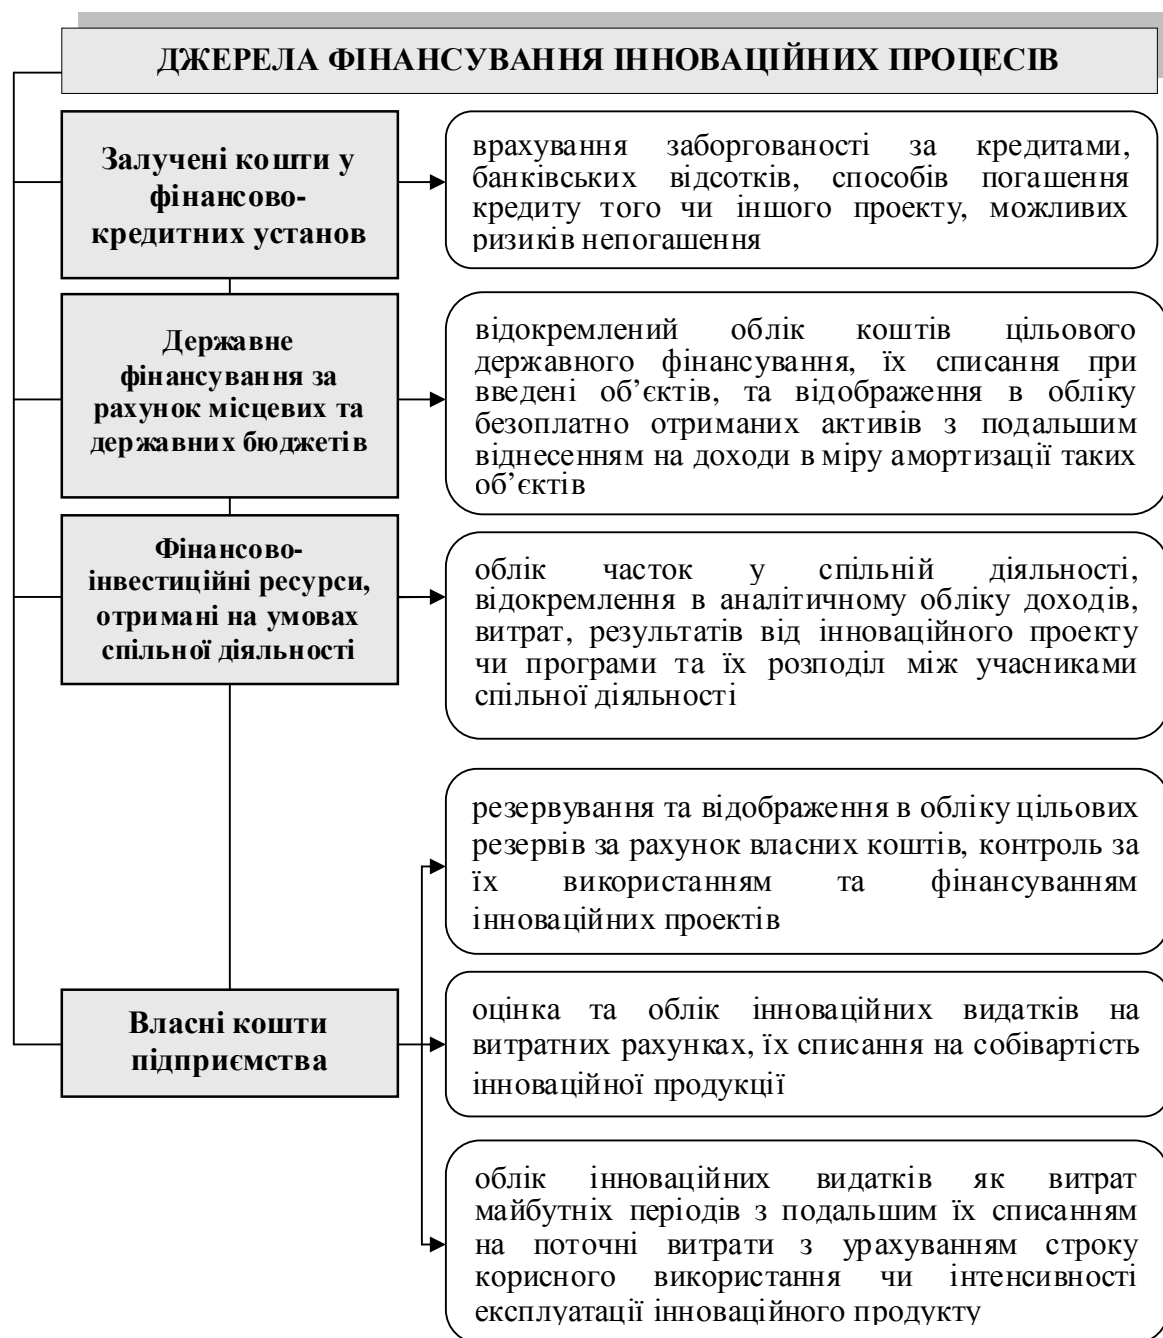 ДЖЕРЕЛА ФІНАНСУВАННЯ ІННОВАЦІЙНИХ ПРОЦЕСІВ
Залучені кошти у
фінансово-
кредитних установ
врахування заборгованості за кредитами,
банківських відсотків, способів погашення
кредиту того чи іншого проекту, можливих
ризиків непогашення
Державне
фінансування за
рахунок місцевих та
державних бюджетів
відокремлений облік коштів цільового
державного фінансування, їх списання при
введені об’єктів, та відображення в обліку
безоплатно отриманих активів з подальшим
віднесенням на доходи в міру амортизації таких
об’єктів
Фінансово-
інвестиційні ресурси,
отримані на умовах
спільної діяльності
облік часток у спільній діяльності,
відокремлення в аналітичному обліку доходів,
витрат, результатів від інноваційного проекту
чи програми та їх розподіл між учасниками
спільної діяльності
Власні кошти
підприємства
резервування та відображення в обліку цільових
резервів за рахунок власних коштів, контроль за
їх використанням та фінансуванням
інноваційних проектів
оцінка та облік інноваційних видатків на
витратних рахунках, їх списання на собівартість
інноваційної продукції
облік інноваційних видатків як витрат
майбутніх періодів з подальшим їх списанням
на поточні витрати з урахуванням строку
корисного використання чи інтенсивності
експлуатації інноваційного продукту